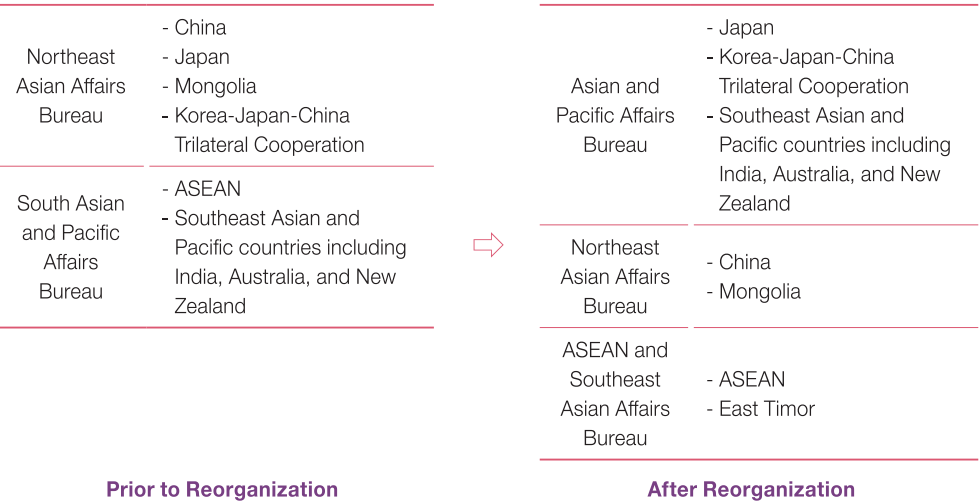 Northeast
Asian Affairs
Bureau
- China
- Japan
- Mongolia
- Korea-Japan-China
Trilateral Cooperation
South Asian
and Pacific
Affairs
Bureau
- ASEAN
- Southeast Asian and
Pacific countries including
India, Australia, and New
Zealand
Prior to Reorganization
Asian and
Pacific Affairs
Bureau
- Japan
- Korea-Japan-China
Trilateral Cooperation
- Southeast Asian and
Pacific countries including
India, Australia, and New
Zealand
Northeast
Asian Affairs
Bureau
- China
- Mongolia
ASEAN and
Southeast
Asian Affairs
Bureau
- ASEAN
- East Timor
After Reorganization